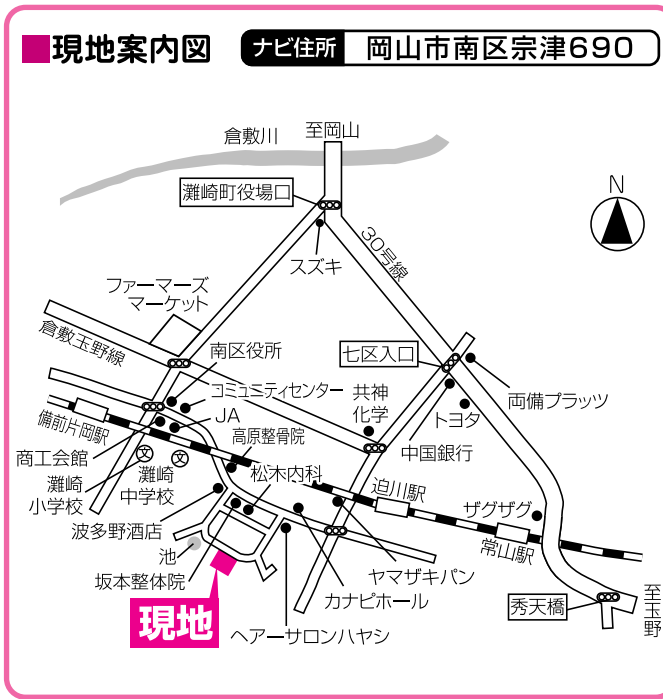 現地案内図
ナビ住所 岡山市南区宗津690
倉敷川
至岡山
灘崎町役場口
N
スズキ
30号線
ファーマーズ
マーケット
倉敷玉野線
南区役所
七区入口
コミュニティセンター
共神
化学
両備プラッツ
JA
トヨタ
備前片岡駅
高原整骨院
中国銀行
商工会館
文
文
松木内科
灘崎
小学校
灘崎
中学校
迫川駅
ザグザグ
波多野酒店
常山駅
池
ヤマザキパン
坂本整体院
カナビホール
秀天橋
至玉野
現地
ヘアーサロンハヤシ